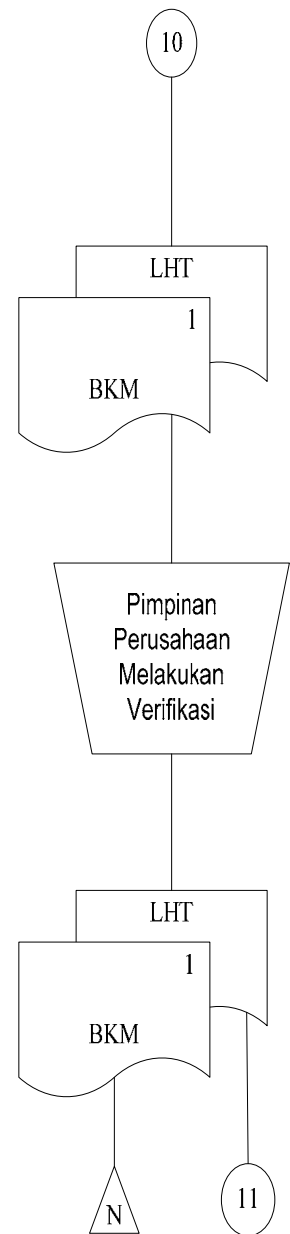 10
LHT
1
BKM
Pimpinan
Perusahaan
Melakukan
Verifikasi
LHT
1
BKM
N
11